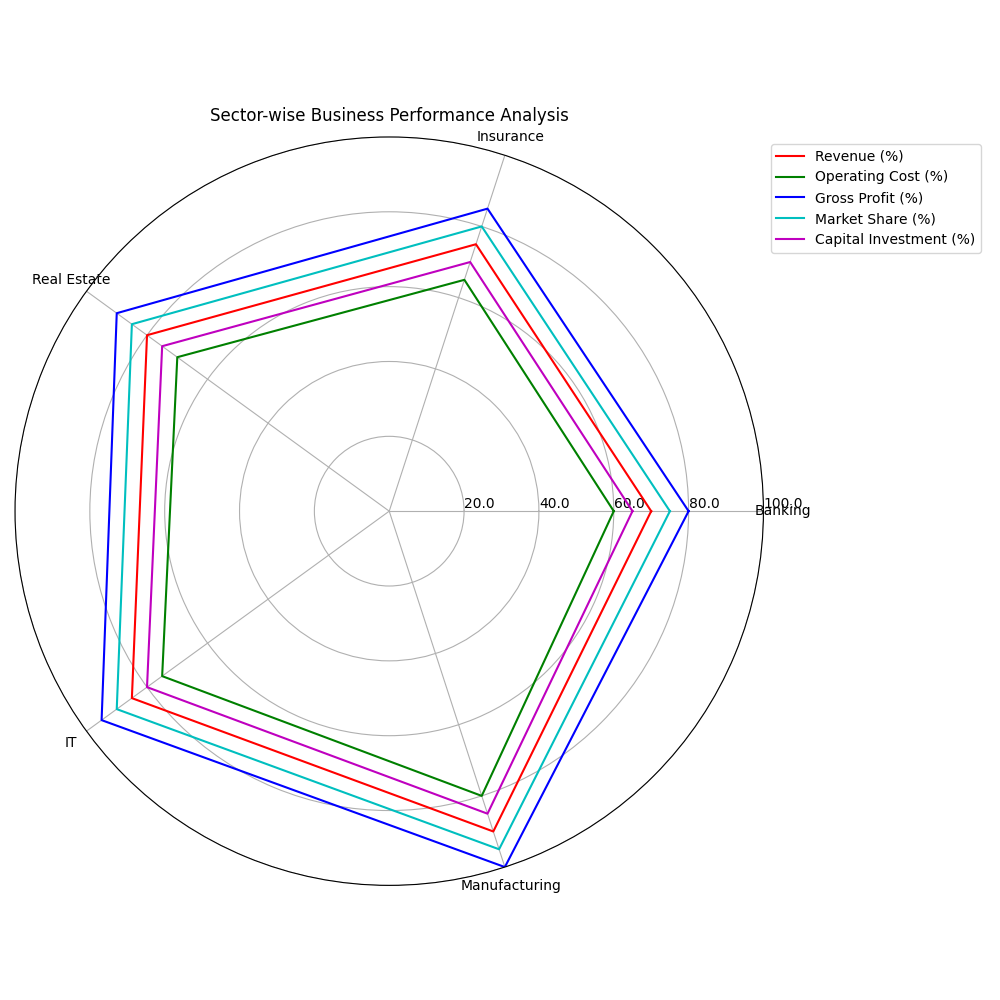 Sector-wise Business Performance Analysis
Insurance
Revenue (%)
Operating Cost (%)
Gross Profit (%)
Market Share (%)
Capital Investment (%)
Real Estate
20.0
40.0
60.0
80.0
100.0
Banking
IT
Manufacturing